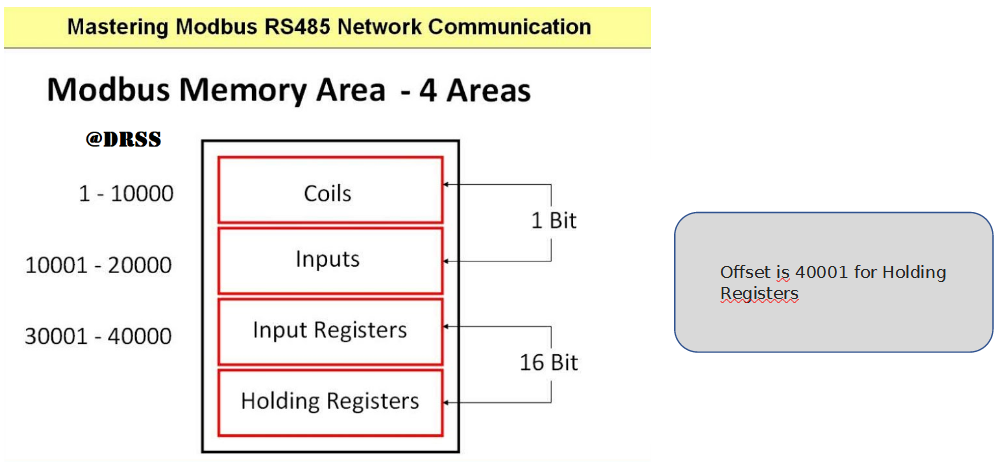 Mastering Modbus RS485 Network Communication
Modbus Memory Area - 4 Areas
@DRSS
1 - 10000
Coils
1 Bit
10001 - 20000
Inputs
30001 - 40000
Input Registers
16 Bit
Holding Registers
Offset is 40001 for Holding
Registers